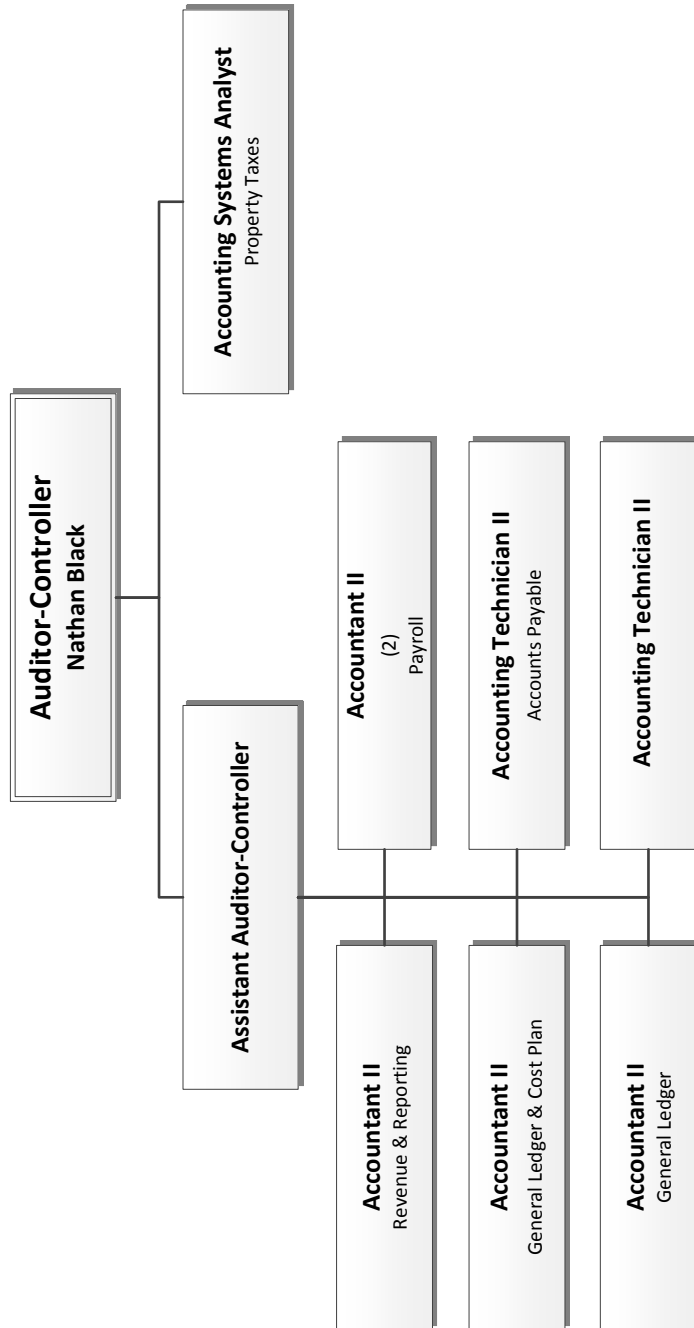 Auditor-Controller
Nathan Black
Assistant Auditor-Controller
Accounting Systems Analyst
Property Taxes
Accountant II
Revenue & Reporting
Accountant II
(2)
Payroll
Accountant II
General Ledger & Cost Plan
Accounting Technician II
Accounts Payable
Accountant II
General Ledger
Accounting Technician II